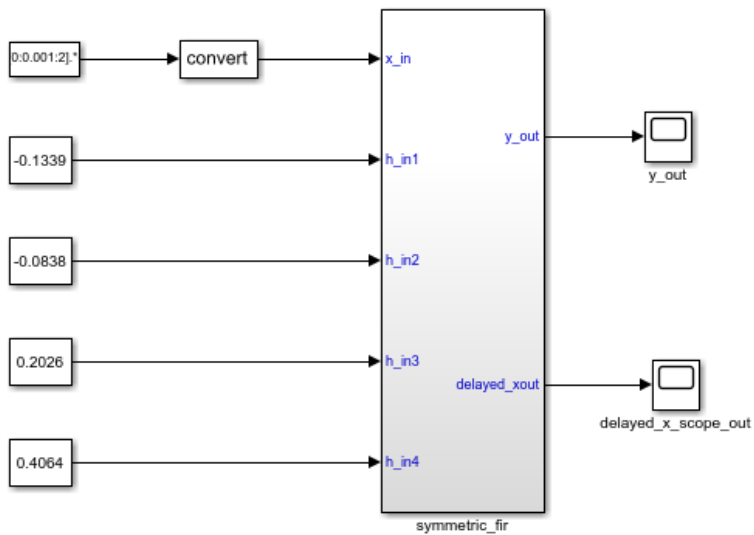 0:0.001:2].*
convert
x_in
y_out
y_out
-0.1339
h_in1
-0.0838
h_in2
0.2026
h_in3
delayed_xout
delayed_x_scope_out
0.4064
h_in4
symmetric_fir